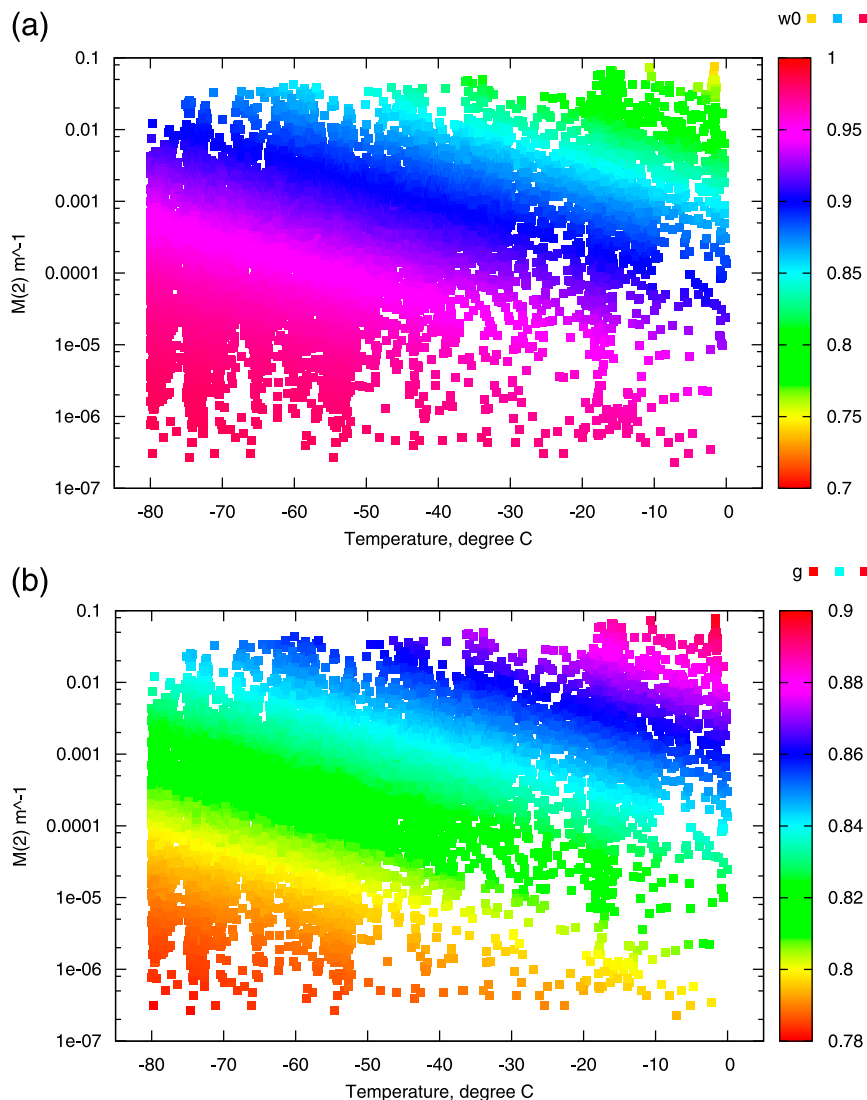 (a)
w0
0.1
0.01
0.001
0.0001
1e-05
1e-06
1e-07
M(2) m^-1
-80 -70 -60 -50 -40 -30 -20 -10 0
Temperature, degree C
1
0.95
0.9
0.85
0.8
0.75
0.7
(b)
g
0.1
0.01
0.001
0.0001
1e-05
1e-06
1e-07
M(2) m^-1
-80 -70 -60 -50 -40 -30 -20 -10 0
Temperature, degree C
0.9
0.88
0.86
0.84
0.82
0.8
0.78